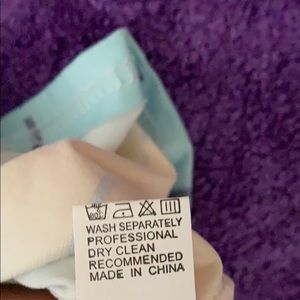 WASH SEPARATELY
PROFESSIONAL
DRY CLEAN
RECOMMENDED
MADE IN CHINA